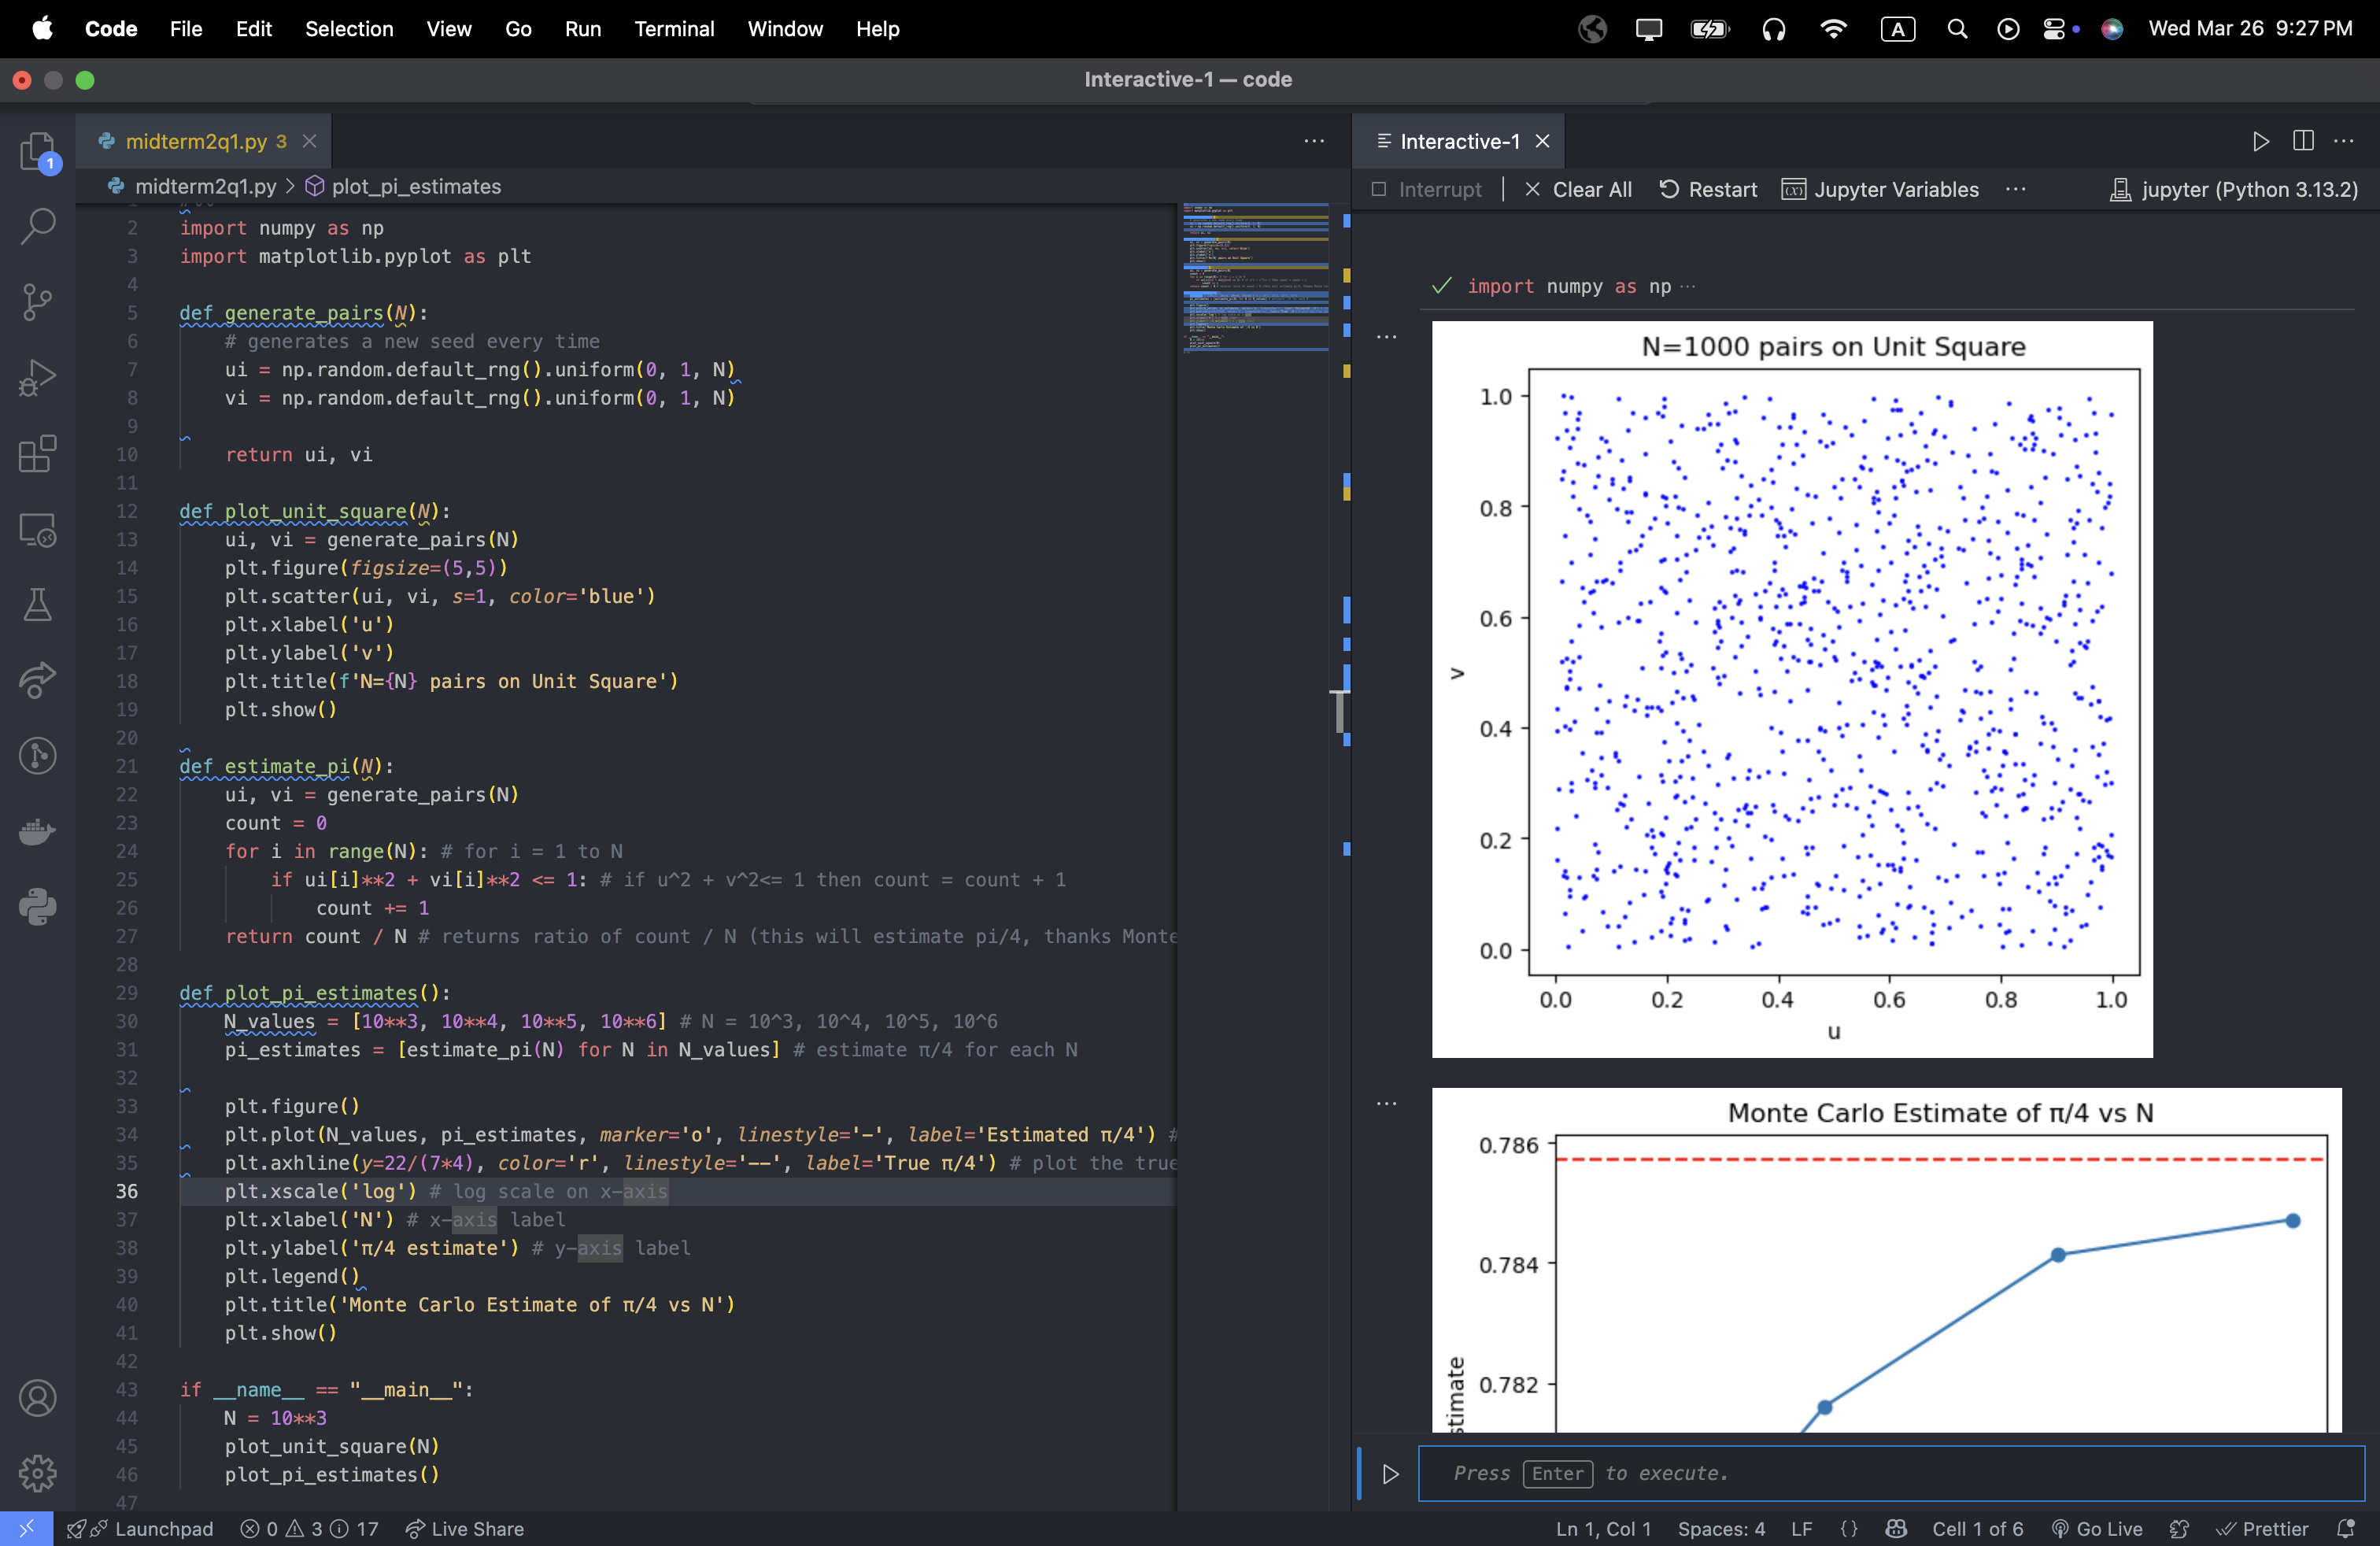 Code File Edit Selection View Go Run Terminal Window Help A Wed Mar 26 9:27 PM
Interactive-1 — code
1
midterm2q1.py 3
midterm2q1.py > plot_pi_estimates
2 import numpy as np
3 import matplotlib.pyplot as plt
4
5 def generate_pairs(N):
6 # generates a new seed every time
7 ui = np.random.default_rng().uniform(0, 1, N)
8 vi = np.random.default_rng().uniform(0, 1, N)
9
10 return ui, vi
11
12 def plot_unit_square(N):
13 ui, vi = generate_pairs(N)
14 plt.figure(figsize=(5,5))
15 plt.scatter(ui, vi, s=1, color='blue')
16 plt.xlabel('u')
17 plt.ylabel('v')
18 plt.title(f'N={N} pairs on Unit Square')
19 plt.show()
20
21 def estimate_pi(N):
22 ui, vi = generate_pairs(N)
23 count = 0
24 for i in range(N): # for i = 1 to N
25 if ui[i]**2 + vi[i]**2 <= 1: # if u^2 + v^2<= 1 then count = count + 1
26 count += 1
27 return count / N # returns ratio of count / N (this will estimate pi/4, thanks Monte
28
29 def plot_pi_estimates():
30 N_values = [10**3, 10**4, 10**5, 10**6] # N = 10^3, 10^4, 10^5, 10^6
31 pi_estimates = [estimate_pi(N) for N in N_values] # estimate π/4 for each N
32
33 plt.figure()
34 plt.plot(N_values, pi_estimates, marker='o', linestyle='-', label='Estimated π/4') #
35 plt.axhline(y=22/(7*4), color='r', linestyle='--', label='True π/4') # plot the true
36 plt.xscale('log') # log scale on x-axis
37 plt.xlabel('N') # x-axis label
38 plt.ylabel('π/4 estimate') # y-axis label
39 plt.legend()
40 plt.title('Monte Carlo Estimate of π/4 vs N')
41 plt.show()
42
43 if __name__ == "__main__":
44 N = 10**3
45 plot_unit_square(N)
46 plot_pi_estimates()
47
Interactive-1
Interrupt Clear All Restart Jupyter Variables ... jupyter (Python 3.13.2)
import numpy as np ...
N=1000 pairs on Unit Square
1.0
0.8
0.6
v
0.4
0.2
0.0
0.0 0.2 0.4 0.6 0.8 1.0
u
Monte Carlo Estimate of π/4 vs N
0.786
0.784
0.782
stimate
Press Enter to execute.
Launchpad 0 3 17 Live Share Ln 1, Col 1 Spaces: 4 LF {} Cell 1 of 6 Go Live Prettier